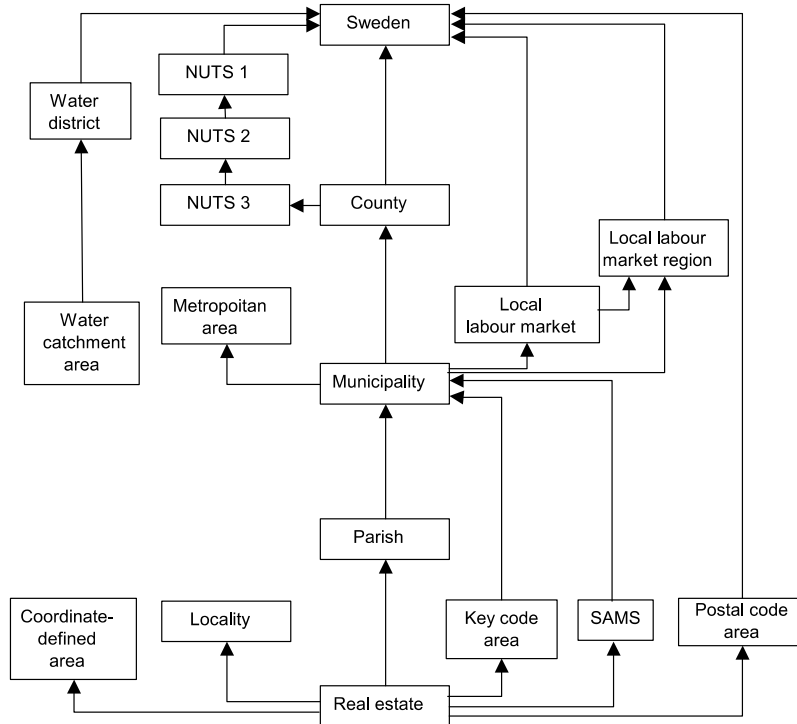 Sweden
NUTS 1
Water
district
NUTS 2
NUTS 3
County
Local labour
market region
Metropoitan
area
Local
labour market
Water
catchment
area
Municipality
Parish
Coordinate-
defined
area
Locality
Key code
area
SAMS
Postal code
area
Real estate